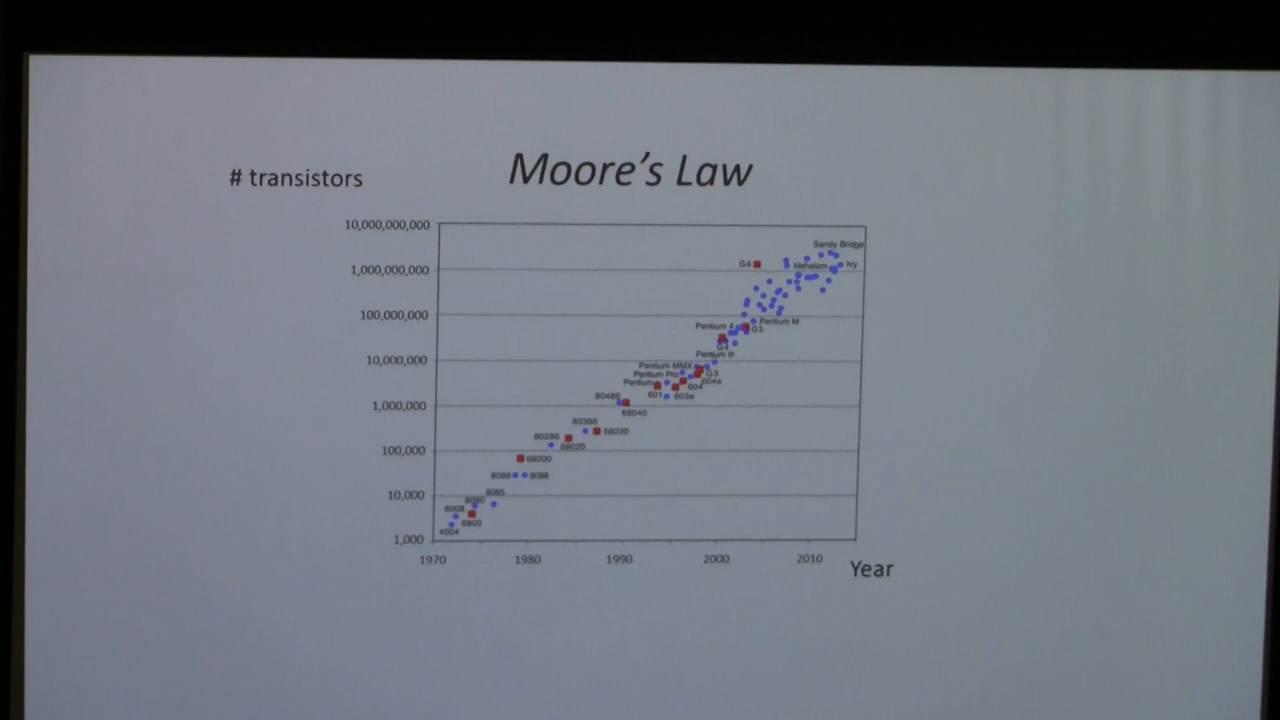 # transistors
Moore's Law
10,000,000,000
1,000,000,000
100,000,000
10,000,000
1,000,000
100,000
10,000
1,000
Sandy Bridge
G6
Nehalem
Ivy
Pentium 4
Pentium M
G5
G4
Pentium III
Pentium MMX
Pentium Pro
G3
Pentium
604e
604
601
603e
80486
68040
80386
68030
80286
68020
68000
8086
8088
8085
8080
8008
6800
4004
1970
1980
1990
2000
2010
Year